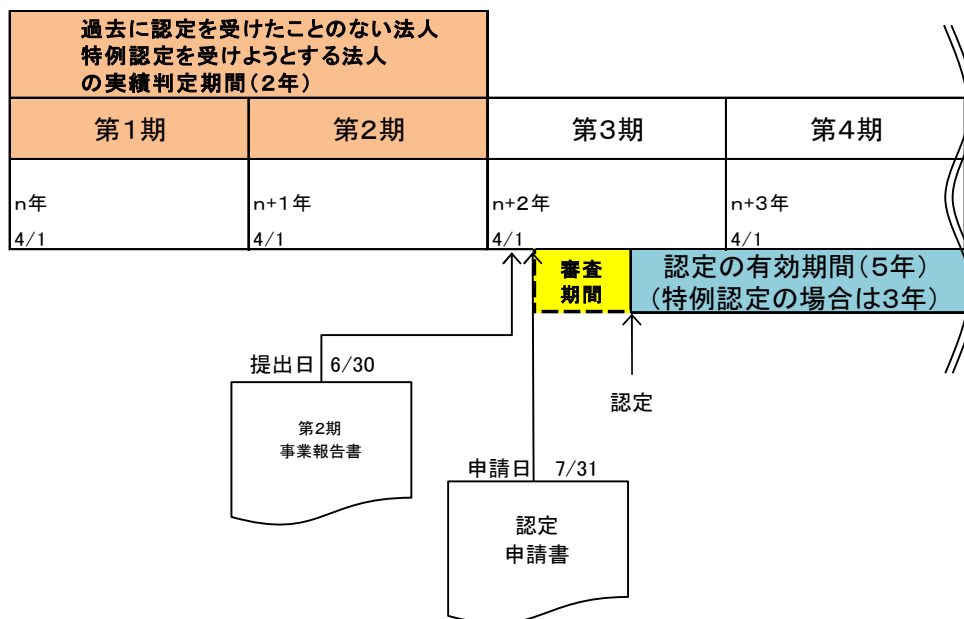 過去に認定を受けたことのない法人
特例認定を受けようとする法人
の実績判定期間(2年)
第1期
第2期
第3期
第4期
n年
4/1
n+1年
4/1
n+2年
4/1
n+3年
4/1
審査
期間
認定の有効期間(5年)
(特例認定の場合は3年)
提出日 6/30
認定
第2期
事業報告書
申請日 7/31
認定
申請書